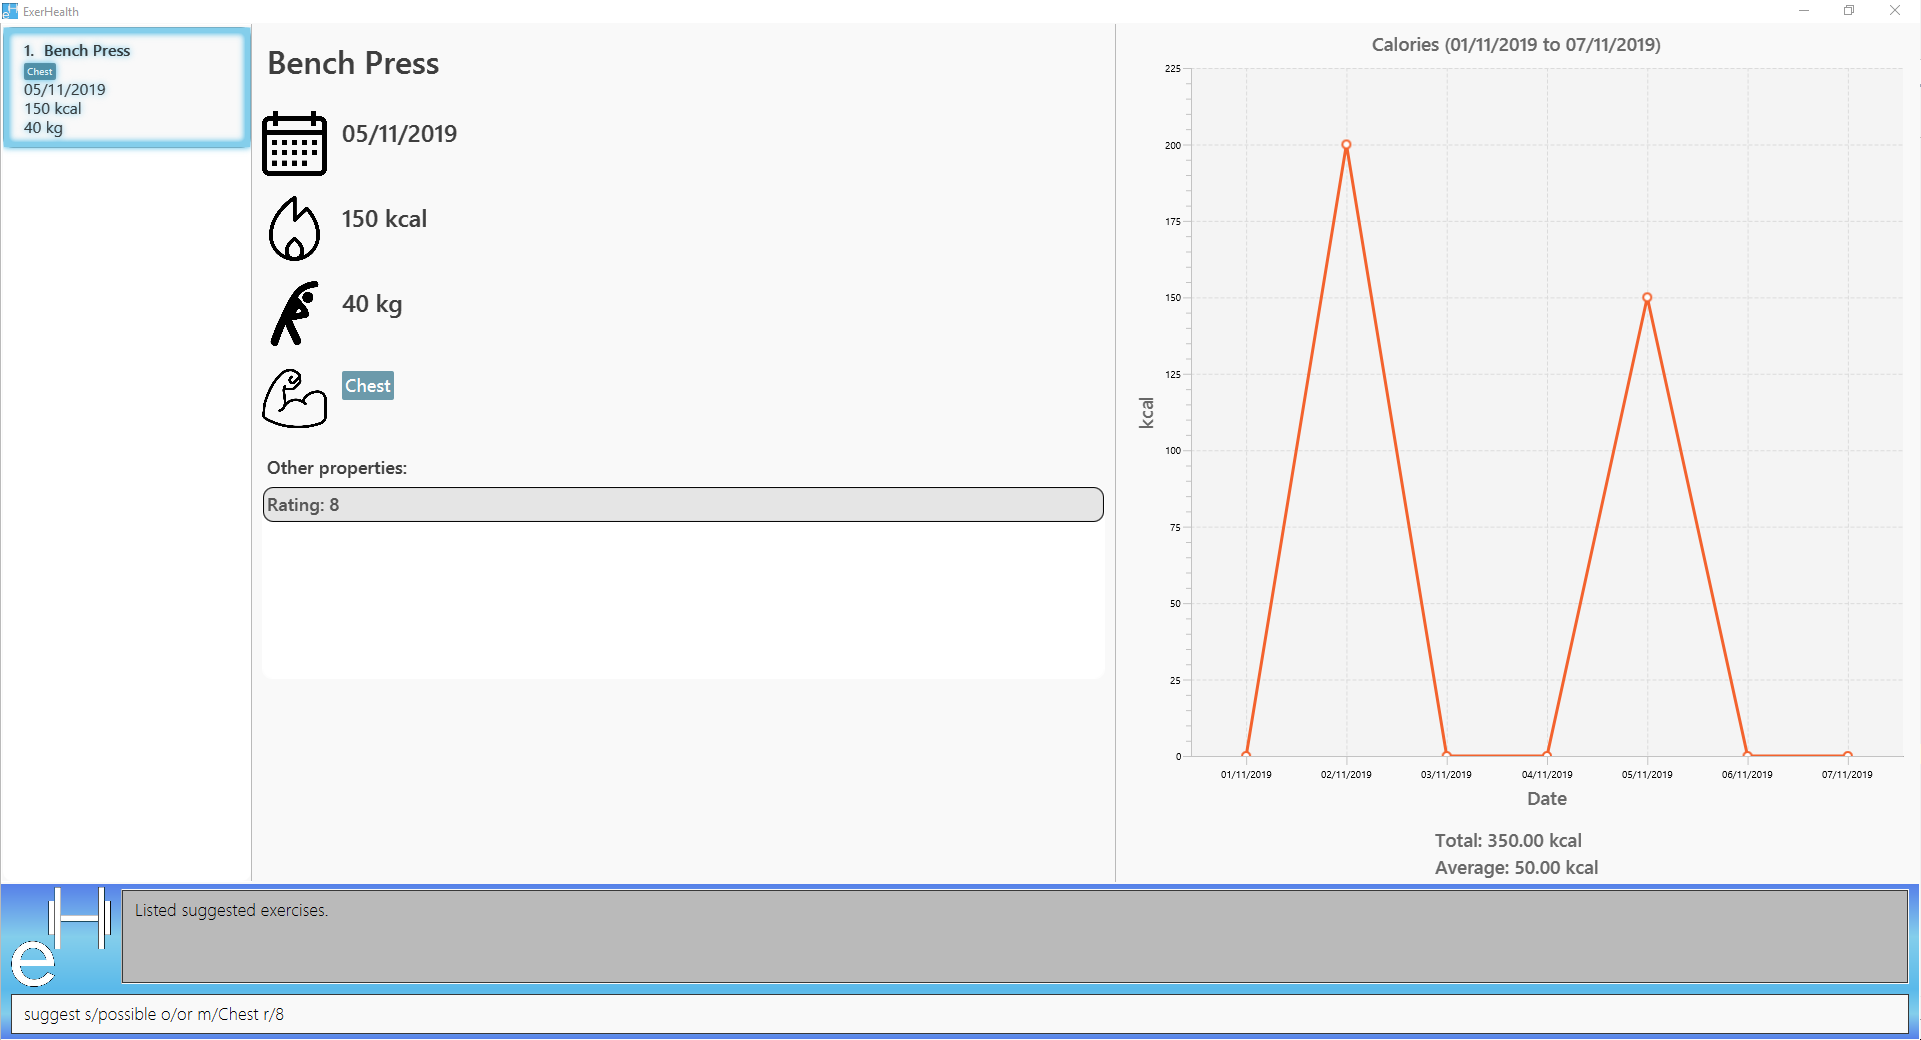 ExerHealth
1. Bench Press
Chest
05/11/2019
150 kcal
40 kg
Bench Press
05/11/2019
150 kcal
40 kg
Chest
Other properties:
Rating: 8
Calories (01/11/2019 to 07/11/2019)
225
200
175
150
125
100
75
50
25
0
kcal
01/11/2019 02/11/2019 03/11/2019 04/11/2019 05/11/2019 06/11/2019 07/11/2019
Date
Total: 350.00 kcal
Average: 50.00 kcal
eH
Listed suggested exercises.
suggest s/possible o/or m/Chest r/8